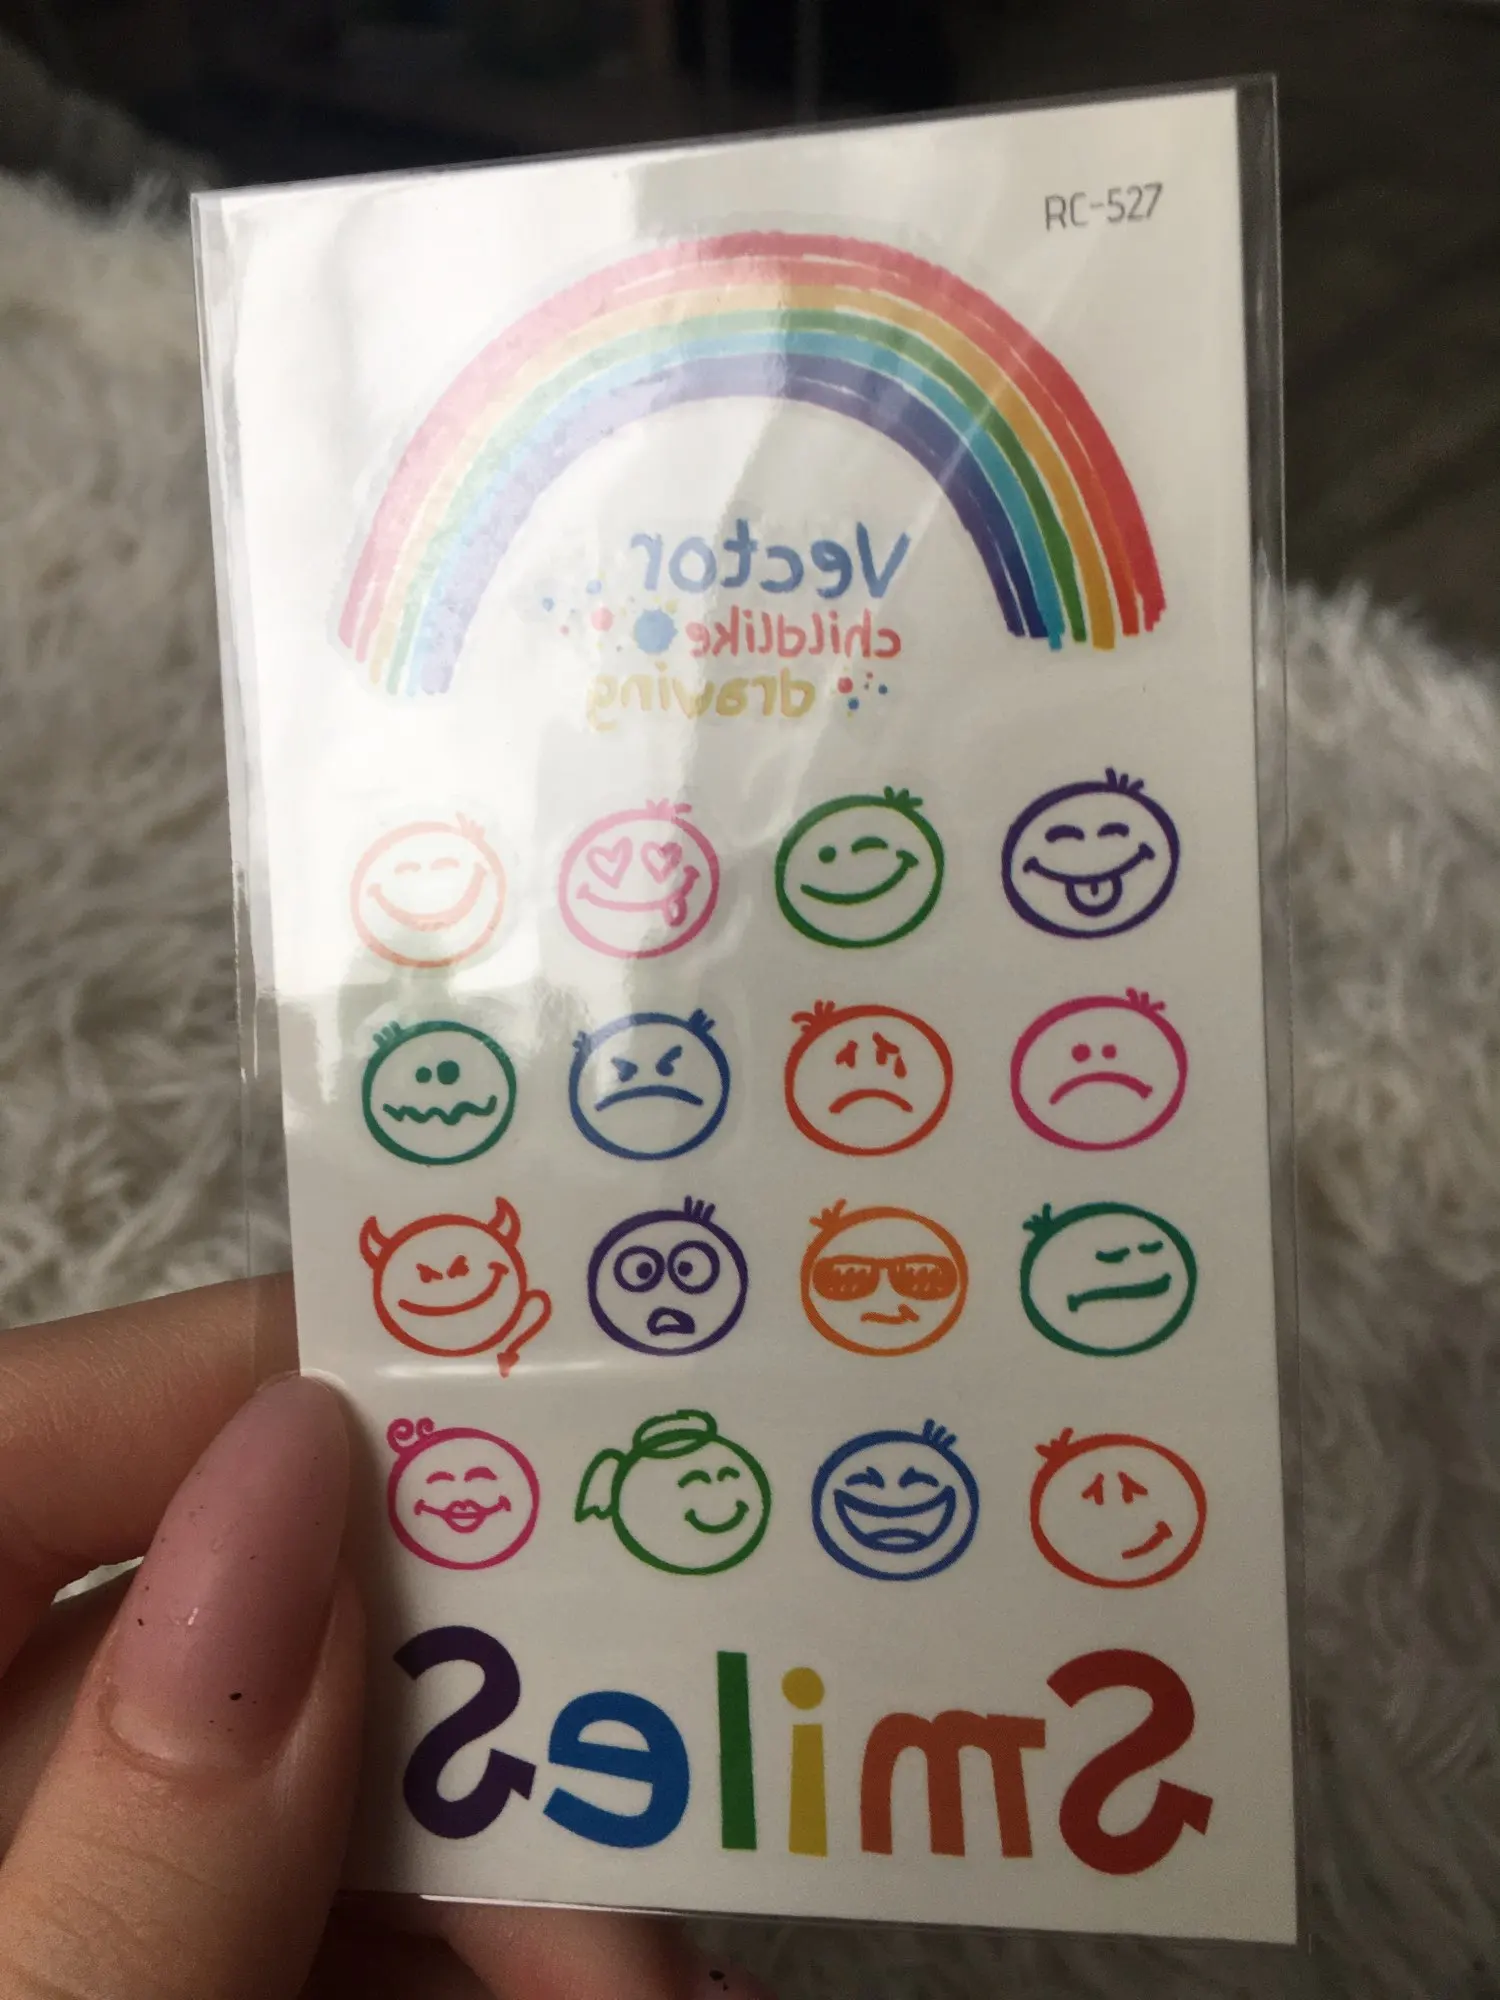 RC-527
Vector
childlike
drawing
Smiles